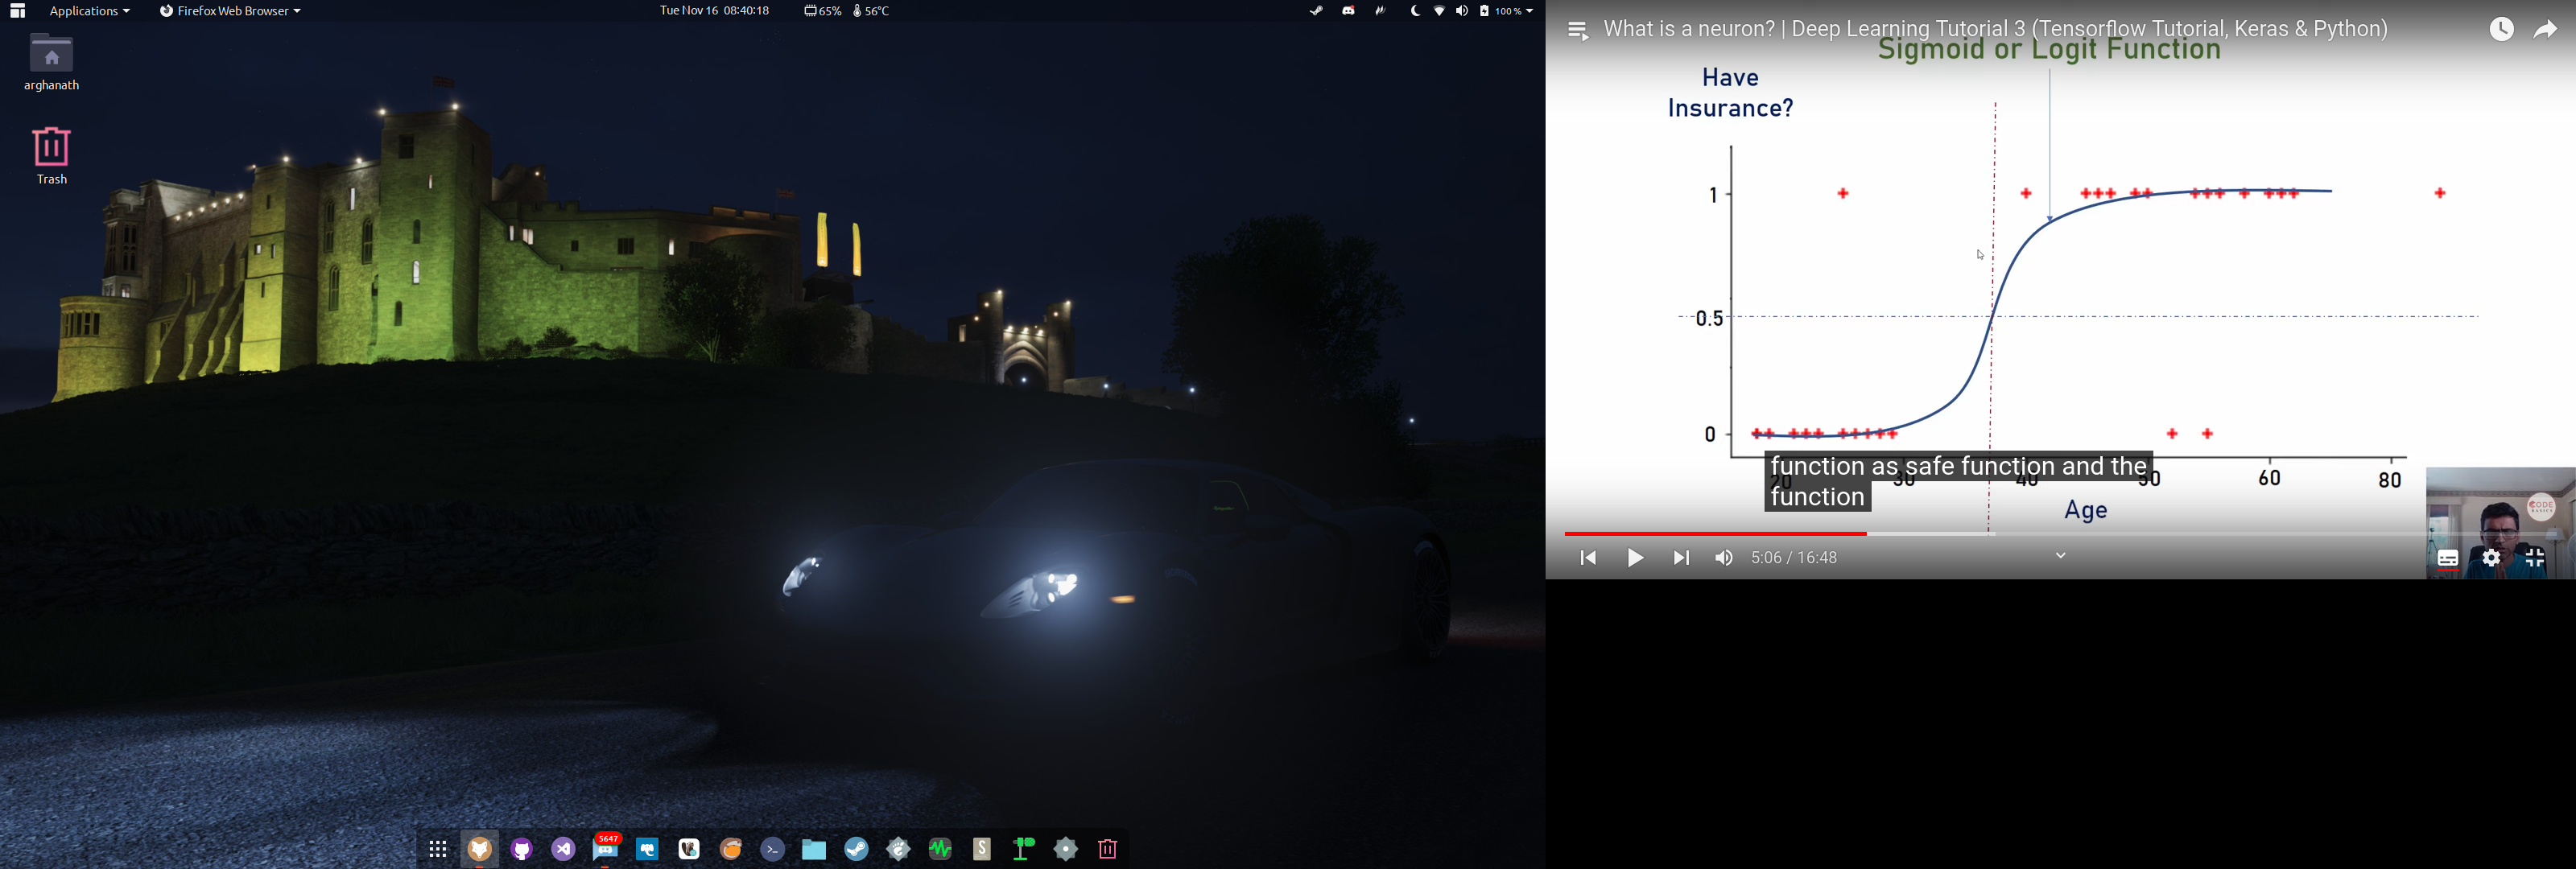 Applications
Firefox Web Browser
Tue Nov 16 08:40:18
65%
56°C
100 %
arghanath
Trash
5647
S
What is a neuron? | Deep Learning Tutorial 3 (Tensorflow Tutorial, Keras & Python)
Sigmoid or Logit Function
Have
Insurance?
1
0.5
0
20
30
40
50
60
80
Age
function as safe function and the
function
CODE
BASICS
5:06 / 16:48